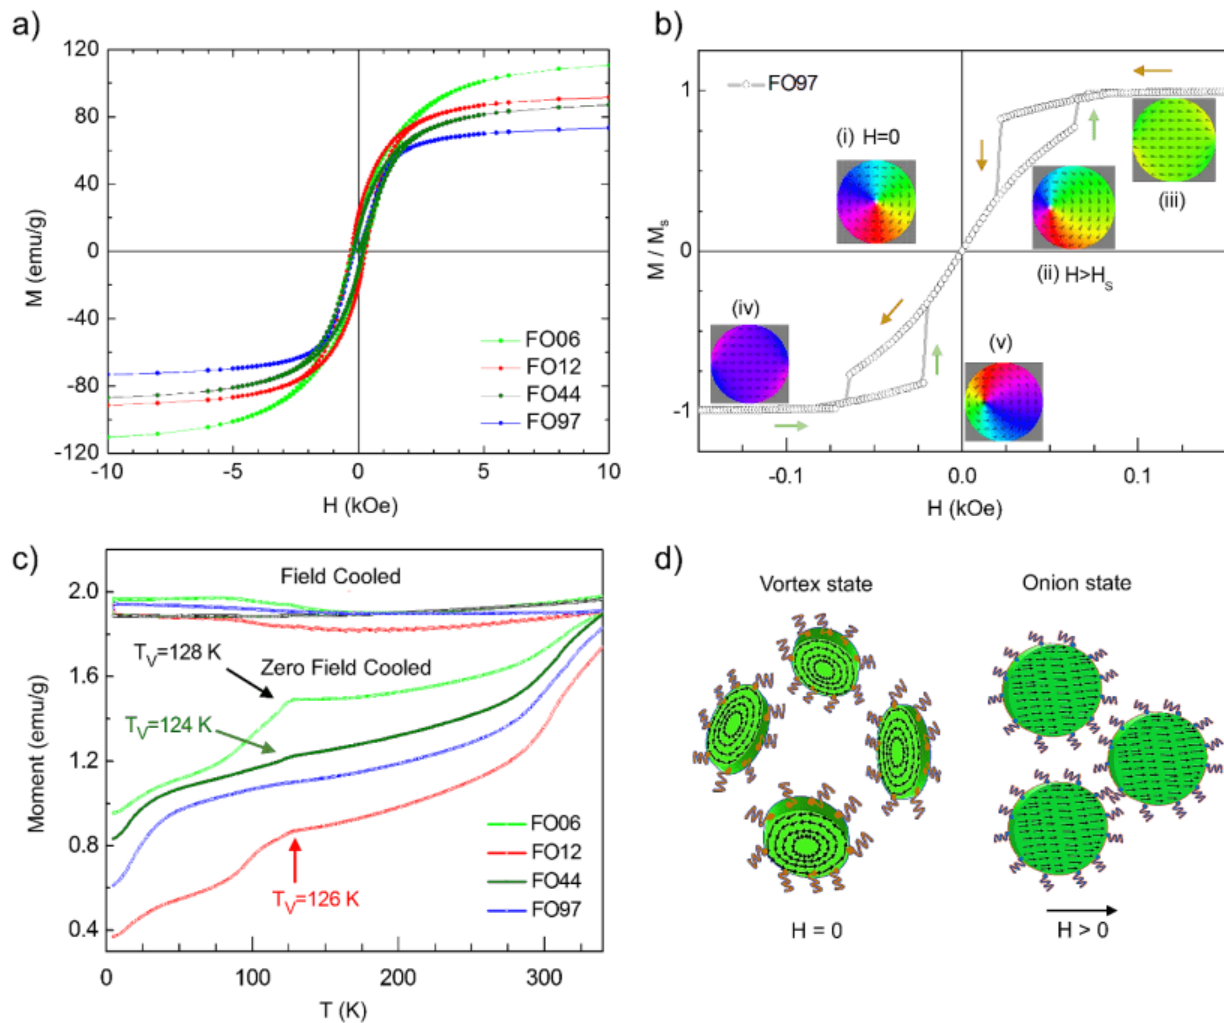 a)
120
80
40
0
-40
-80
-120
M (emu/g)
FO06
FO12
FO44
FO97
-10
-5
0
5
10
H (kOe)
b)
1
0
-1
M / Ms
FO97
(i) H=0
(iii)
(ii) H>Hs
(iv)
(v)
-0.1
0.0
0.1
H (kOe)
c)
2.0
1.6
1.2
0.8
0.4
Moment (emu/g)
Field Cooled
TV=128 K
Zero Field Cooled
TV=124 K
TV=126 K
FO06
FO12
FO44
FO97
0
100
200
300
T (K)
d)
Vortex state
Onion state
H = 0
H > 0